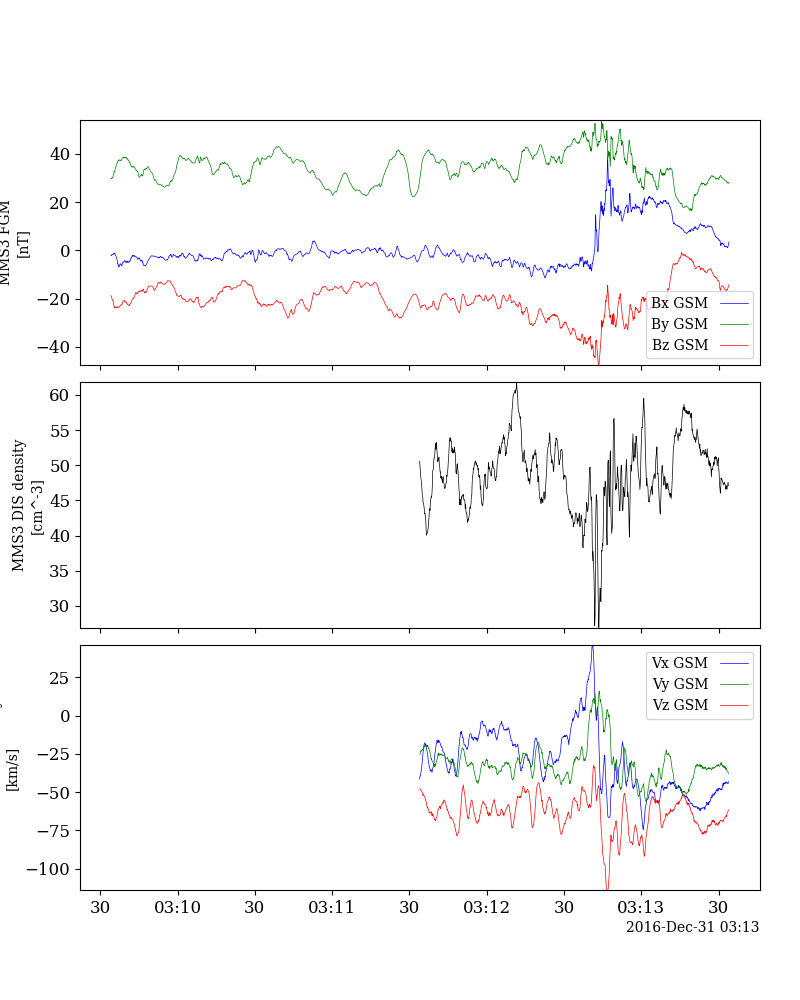 40
20
0
−20
−40
MMS3 FGM
[nT]
Bx GSM
By GSM
Bz GSM
60
55
50
45
40
35
30
MMS3 DIS density
[cm^-3]
25
0
−25
−50
−75
−100
[km/s]
Vx GSM
Vy GSM
Vz GSM
30 03:10 30 03:11 30 03:12 30 03:13 30
2016-Dec-31 03:13